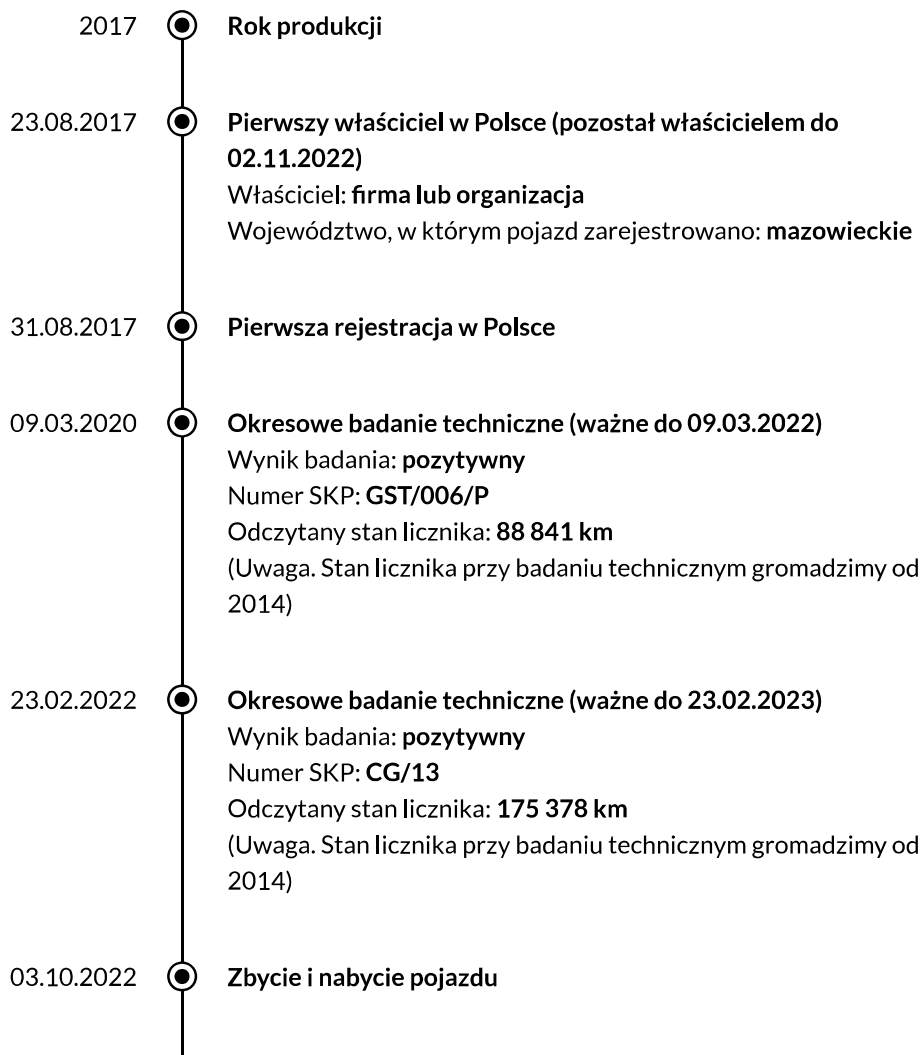 2017 Rok produkcji
23.08.2017 Pierwszy właściciel w Polsce (pozostał właścicielem do
02.11.2022)
Właściciel: firma lub organizacja
Województwo, w którym pojazd zarejestrowano: mazowieckie
31.08.2017 Pierwsza rejestracja w Polsce
09.03.2020 Okresowe badanie techniczne (ważne do 09.03.2022)
Wynik badania: pozytywny
Numer SKP: GST/006/P
Odczytany stan licznika: 88 841 km
(Uwaga. Stan licznika przy badaniu technicznym gromadzimy od
2014)
23.02.2022 Okresowe badanie techniczne (ważne do 23.02.2023)
Wynik badania: pozytywny
Numer SKP: CG/13
Odczytany stan licznika: 175 378 km
(Uwaga. Stan licznika przy badaniu technicznym gromadzimy od
2014)
03.10.2022 Zbycie i nabycie pojazdu